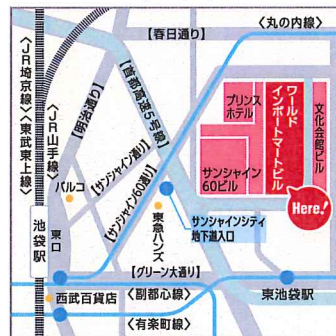 【春日通り】
〈丸の内線〉
〈JR埼京線〉〈東武東上線〉
〈JR山手線〉
【明治通り】
【首都高速5号線】
プリンス
ホテル
ワールド
インポートマートビル
文化会館ビル
サンシャイン
60ビル
パルコ
【サンシャイン通り】
【サンシャイン60通り】
Here!
東急ハンズ
サンシャインシティ
地下道入口
池袋駅
東口
【グリーン大通り】
西武百貨店
〈副都心線〉
東池袋駅
〈有楽町線〉